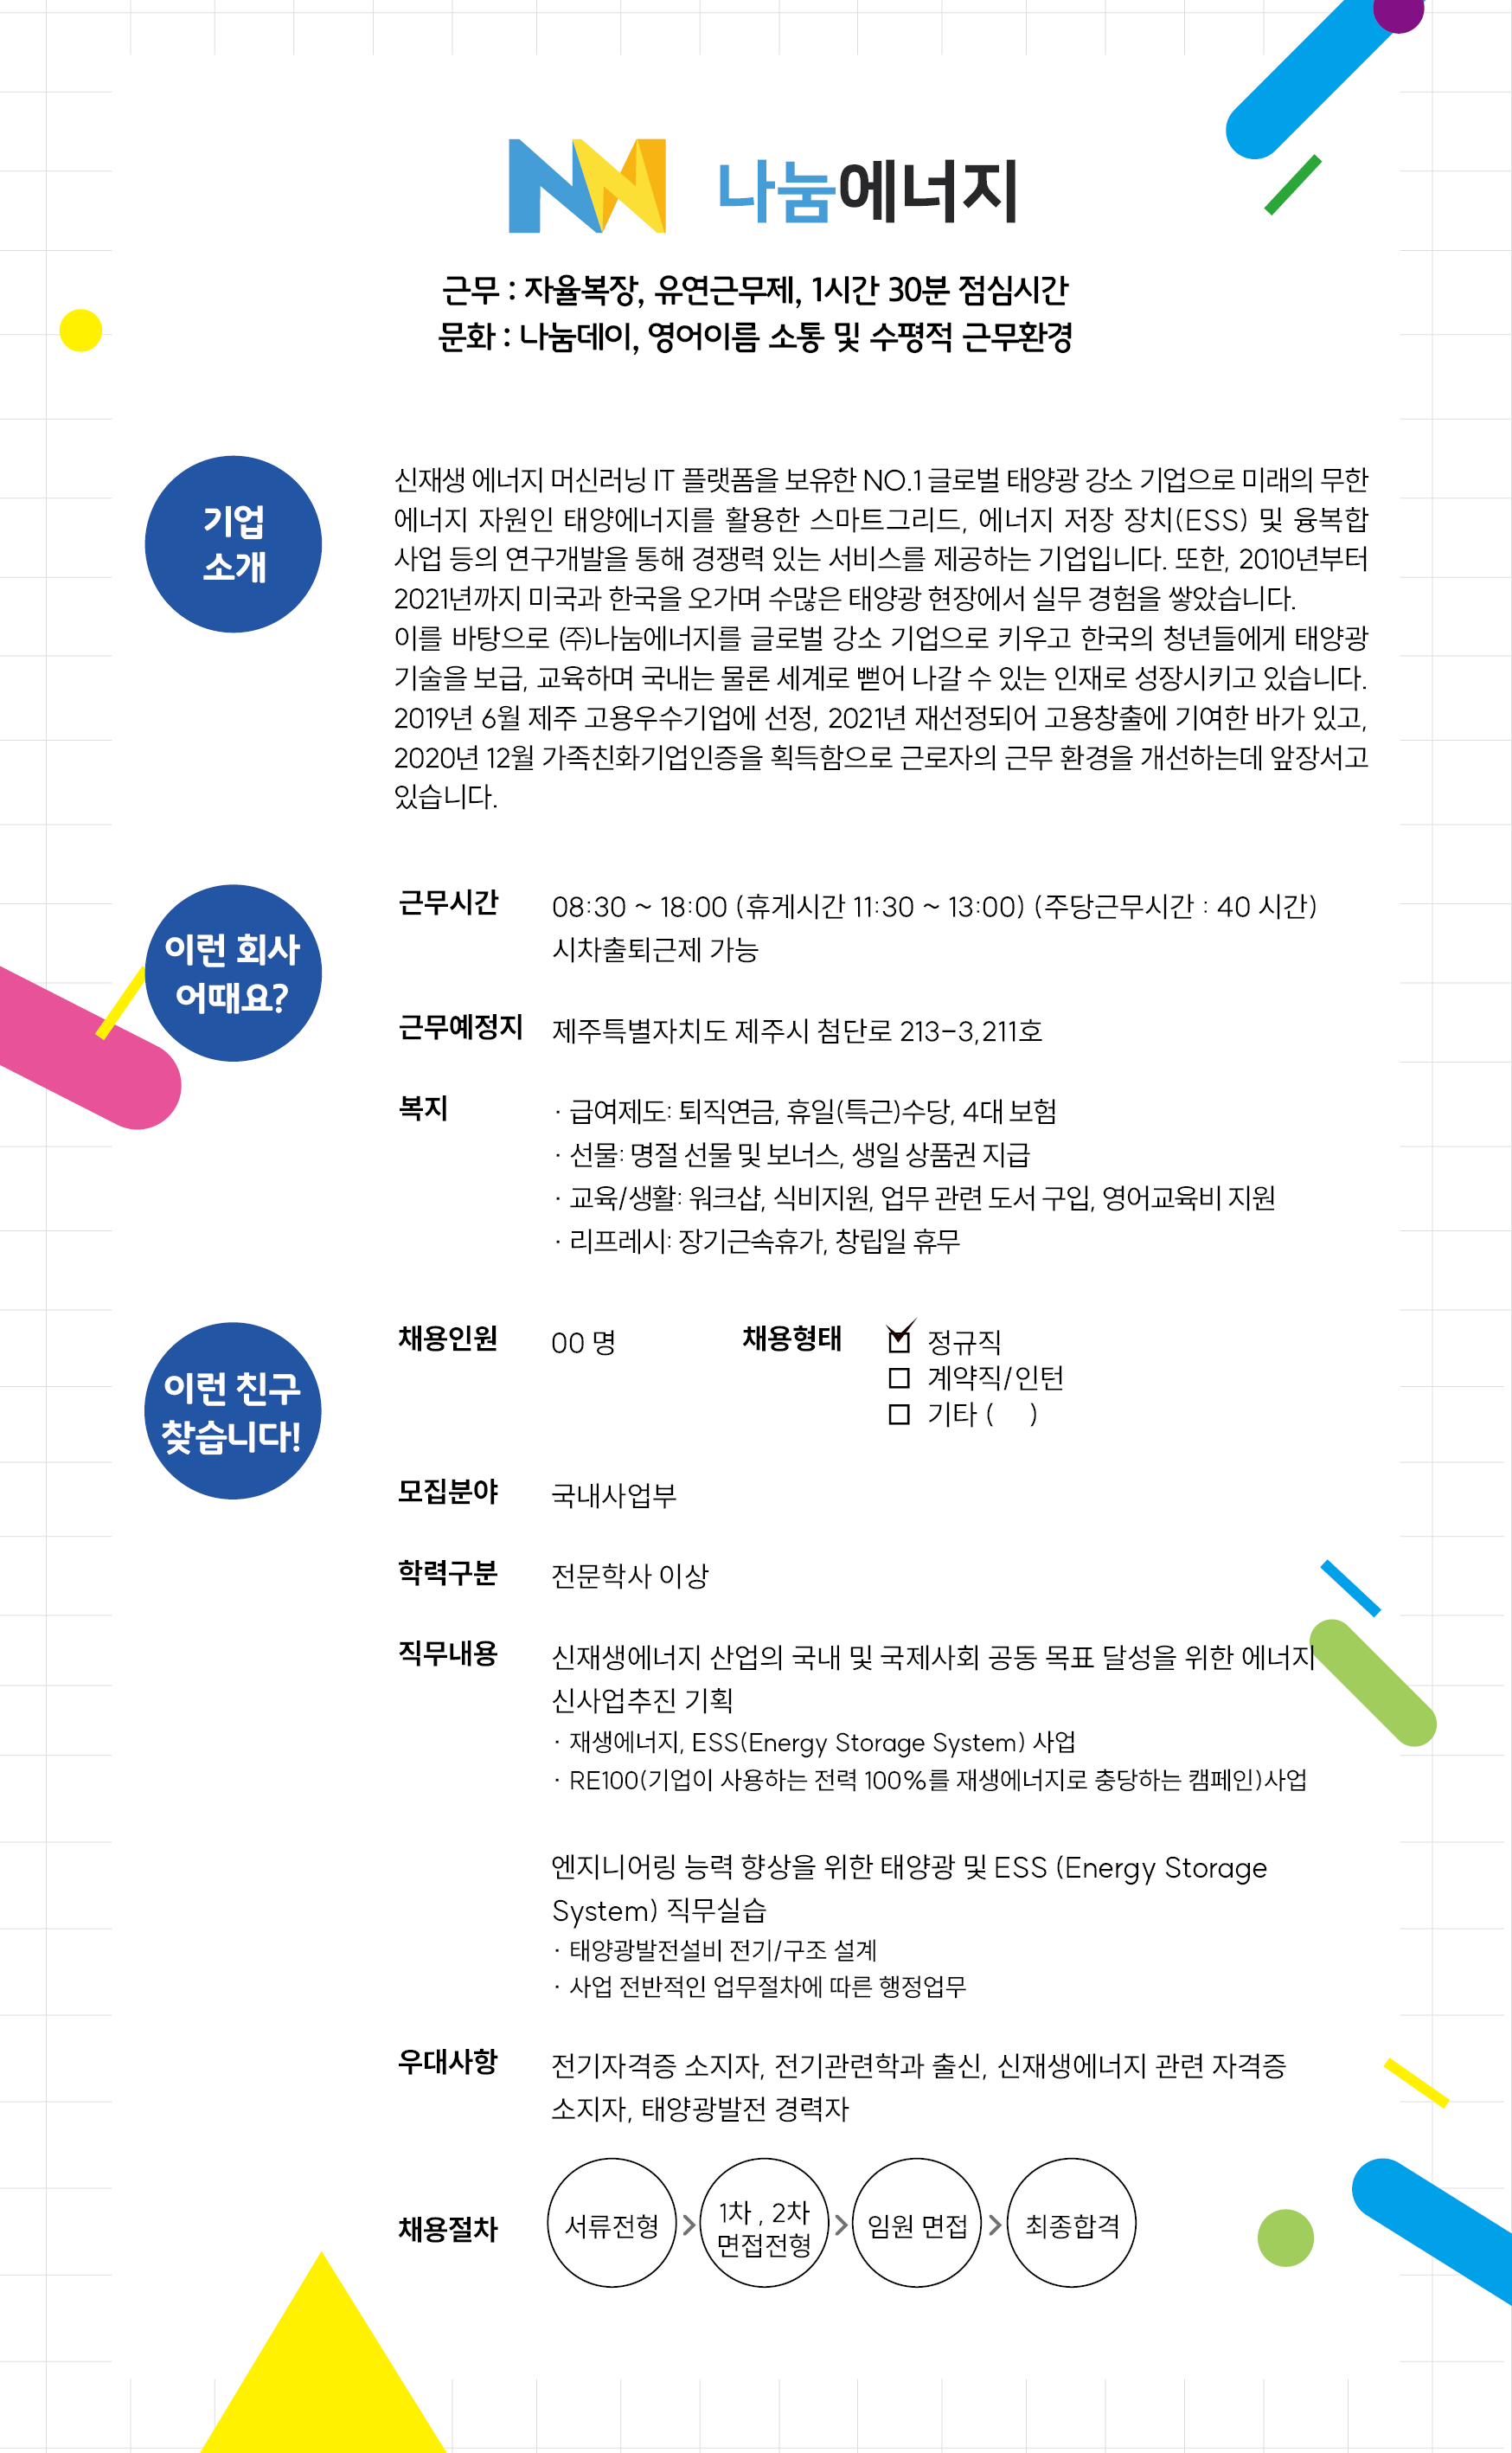 나눔에너지
근무 : 자율복장, 유연근무제, 1시간 30분 점심시간
문화 : 나눔데이, 영어이름 소통 및 수평적 근무환경
기업
소개
신재생 에너지 머신러닝 IT 플랫폼을 보유한 NO.1 글로벌 태양광 강소 기업으로 미래의 무한
에너지 자원인 태양에너지를 활용한 스마트그리드, 에너지 저장 장치(ESS) 및 융복합
사업 등의 연구개발을 통해 경쟁력 있는 서비스를 제공하는 기업입니다. 또한, 2010년부터
2021년까지 미국과 한국을 오가며 수많은 태양광 현장에서 실무 경험을 쌓았습니다.
이를 바탕으로 ㈜나눔에너지를 글로벌 강소 기업으로 키우고 한국의 청년들에게 태양광
기술을 보급, 교육하며 국내는 물론 세계로 뻗어 나갈 수 있는 인재로 성장시키고 있습니다.
2019년 6월 제주 고용우수기업에 선정, 2021년 재선정되어 고용창출에 기여한 바가 있고,
2020년 12월 가족친화기업인증을 획득함으로 근로자의 근무 환경을 개선하는데 앞장서고
있습니다.
이런 회사
어때요?
근무시간 08:30 ~ 18:00 (휴게시간 11:30 ~ 13:00) (주당근무시간 : 40 시간)
시차출퇴근제 가능
근무예정지 제주특별자치도 제주시 첨단로 213-3,211호
복지 · 급여제도: 퇴직연금, 휴일(특근)수당, 4대 보험
· 선물: 명절 선물 및 보너스, 생일 상품권 지급
· 교육/생활: 워크샵, 식비지원, 업무 관련 도서 구입, 영어교육비 지원
· 리프레시: 장기근속휴가, 창립일 휴무
이런 친구
찾습니다!
채용인원 00 명 채용형태 정규직
계약직/인턴
기타 ( )
모집분야 국내사업부
학력구분 전문학사 이상
직무내용 신재생에너지 산업의 국내 및 국제사회 공동 목표 달성을 위한 에너지
신사업추진 기획
· 재생에너지, ESS(Energy Storage System) 사업
· RE100(기업이 사용하는 전력 100%를 재생에너지로 충당하는 캠페인)사업
엔지니어링 능력 향상을 위한 태양광 및 ESS (Energy Storage
System) 직무실습
· 태양광발전설비 전기/구조 설계
· 사업 전반적인 업무절차에 따른 행정업무
우대사항 전기자격증 소지자, 전기관련학과 출신, 신재생에너지 관련 자격증
소지자, 태양광발전 경력자
채용절차 서류전형 > 1차 , 2차 면접전형 > 임원 면접 > 최종합격